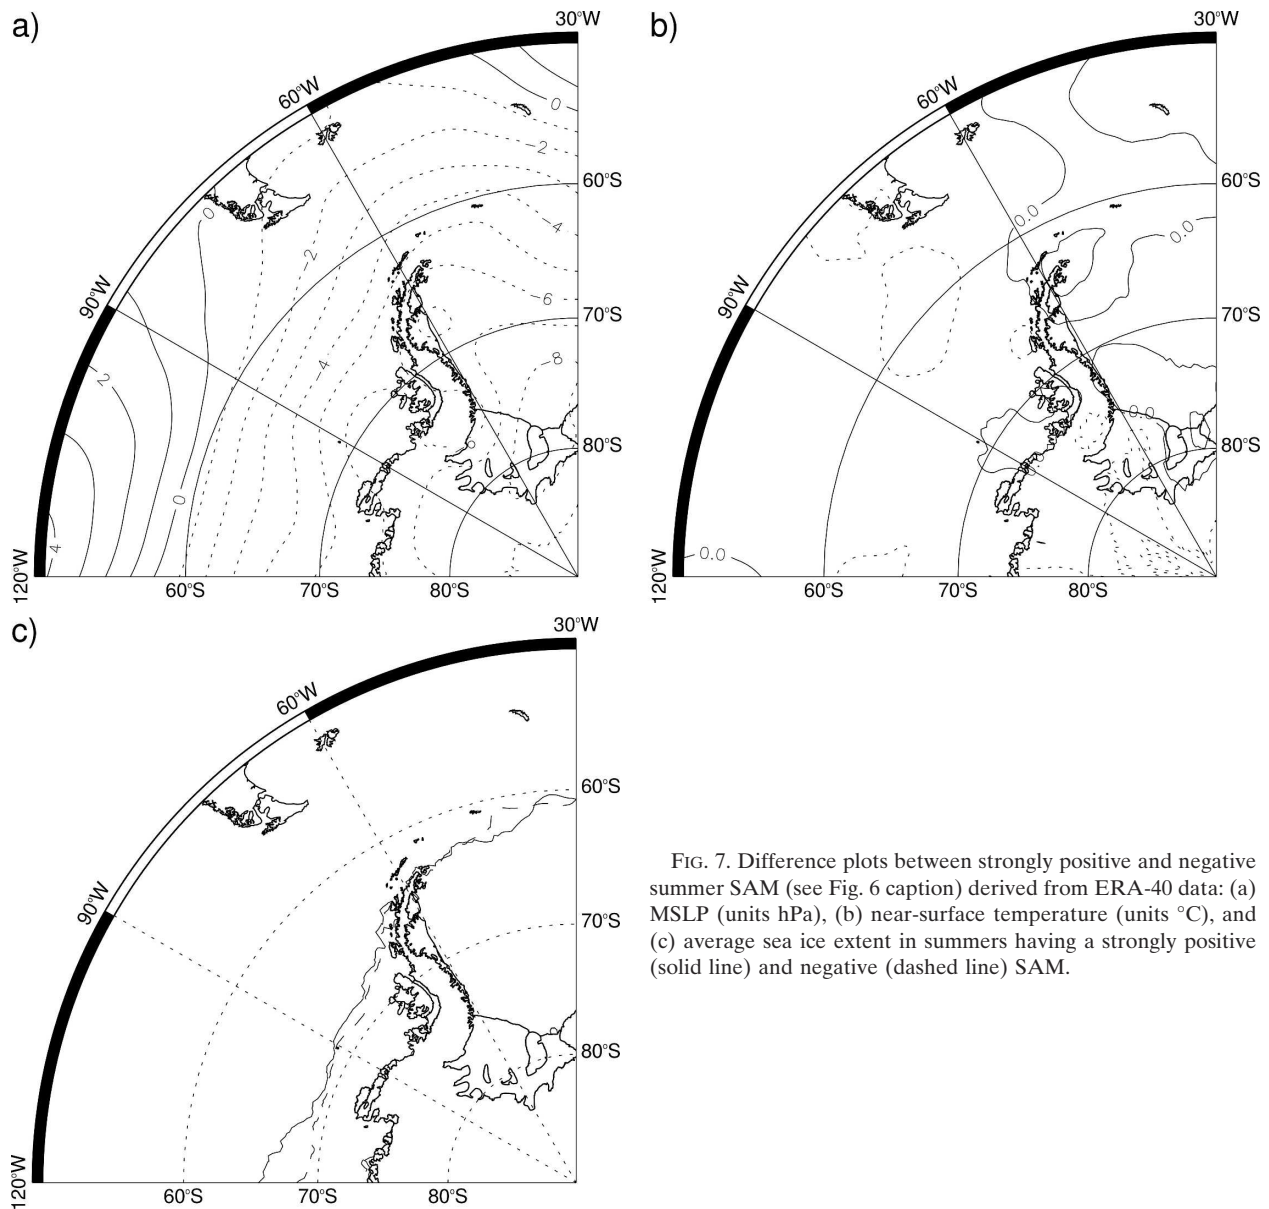 a)
30°W
60°W
90°W
120°W
0
-2
-4
-6
-8
0
-2
-4
2
0
4
60°S
70°S
80°S
60°S
70°S
80°S
b)
30°W
60°W
90°W
120°W
0.0
0.0
0.0
0.0
60°S
70°S
80°S
60°S
70°S
80°S
c)
30°W
60°W
90°W
120°W
60°S
70°S
80°S
60°S
70°S
80°S
FIG. 7. Difference plots between strongly positive and negative
summer SAM (see Fig. 6 caption) derived from ERA-40 data: (a)
MSLP (units hPa), (b) near-surface temperature (units °C), and
(c) average sea ice extent in summers having a strongly positive
(solid line) and negative (dashed line) SAM.